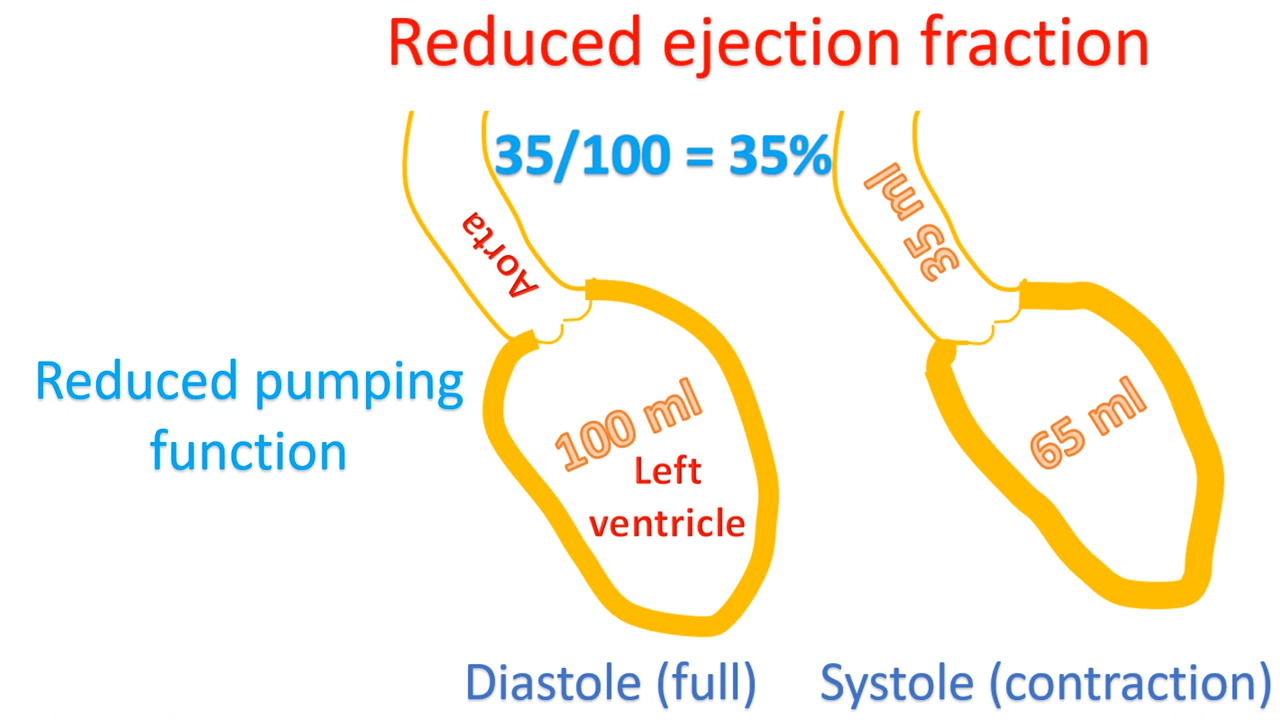 Reduced ejection fraction
35/100 = 35%
35 ml
Aorta
Reduced pumping
function
100 ml
Left
ventricle
65 ml
Diastole (full)
Systole (contraction)